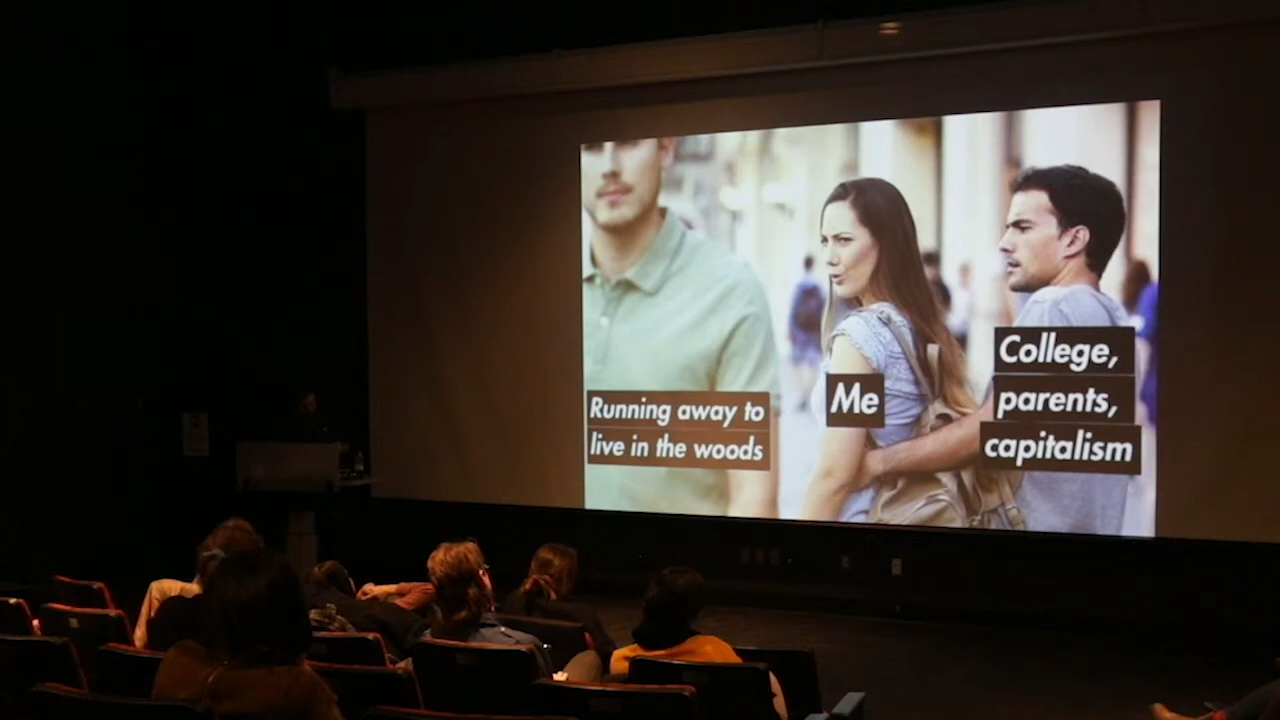 Running away to
live in the woods
Me
College,
parents,
capitalism